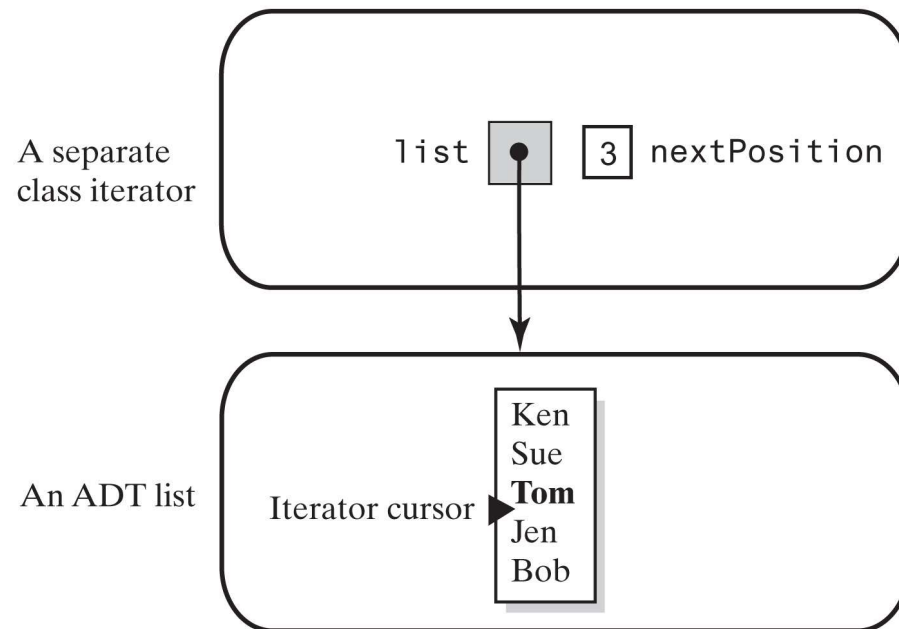 A separate
class iterator
list
3
nextPosition
An ADT list
Iterator cursor
Ken
Sue
Tom
Jen
Bob